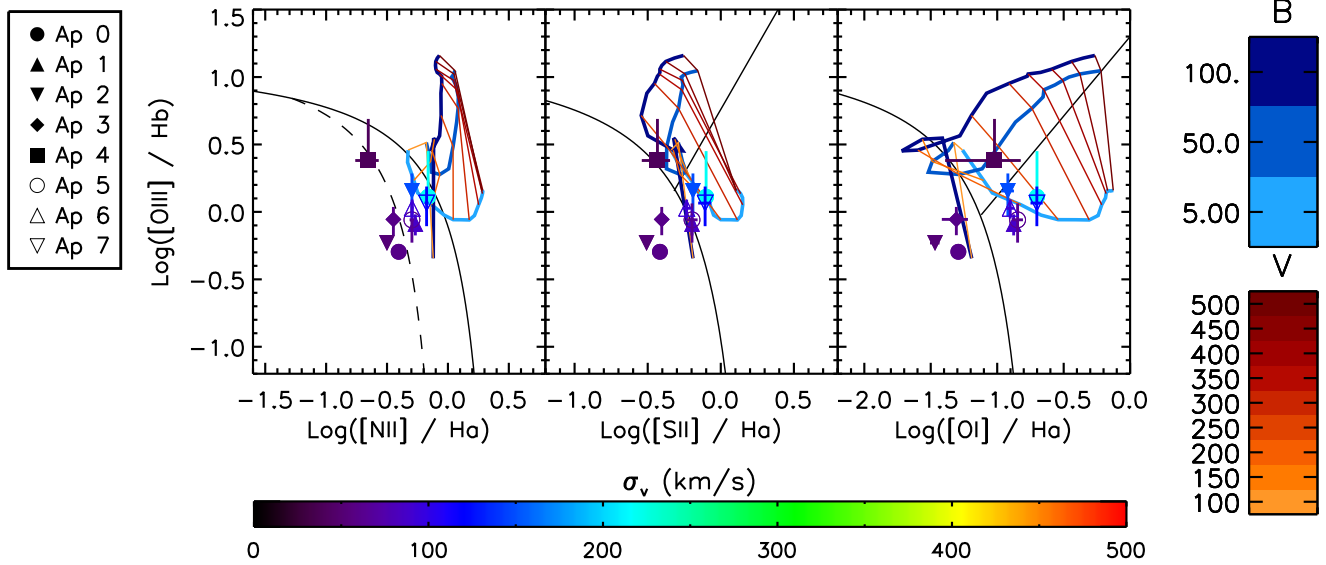 Ap 0
Ap 1
Ap 2
Ap 3
Ap 4
Ap 5
Ap 6
Ap 7
Log([OIII] / Hb)
1.5
1.0
0.5
0.0
−0.5
−1.0
−1.5 −1.0 −0.5 0.0 0.5
Log([NII] / Ha)
−1.0 −0.5 0.0 0.5
Log([SII] / Ha)
−2.0 −1.5 −1.0 −0.5 0.0
Log([OI] / Ha)
B
100.
50.0
5.00
V
500
450
400
350
300
250
200
150
100
σv (km/s)
0 100 200 300 400 500